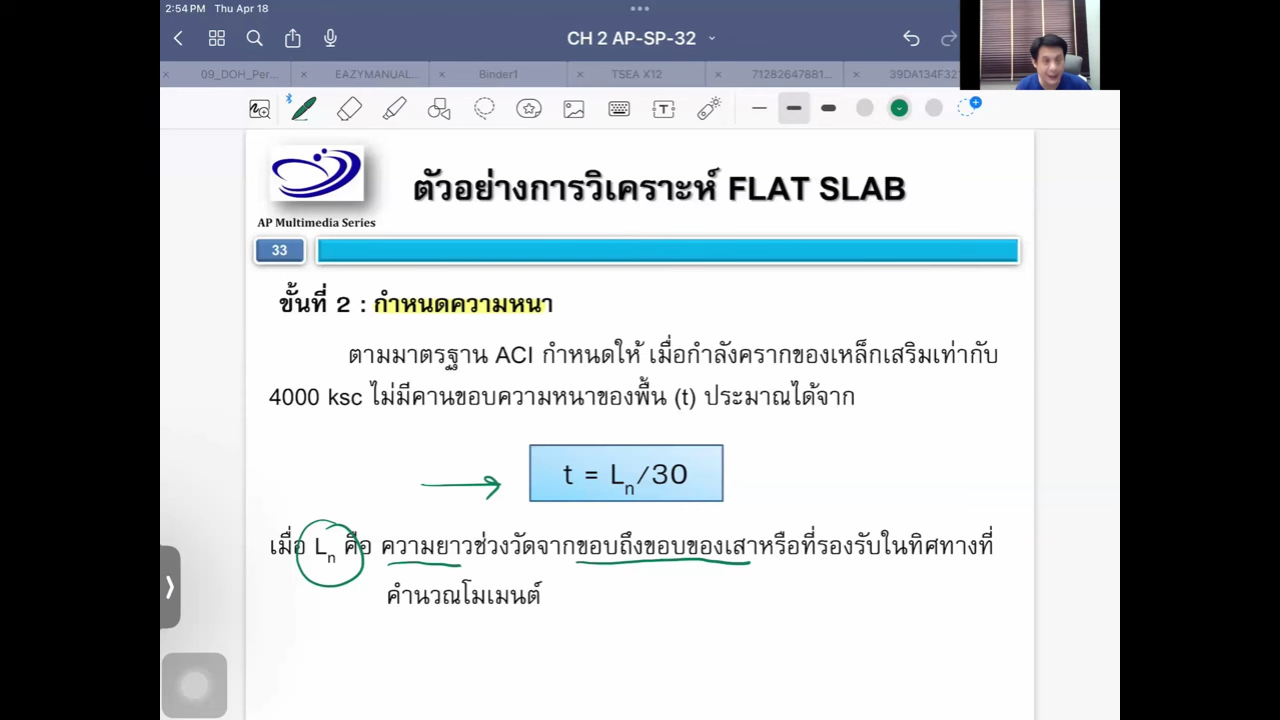 2:54 PM Thu Apr 18
CH 2 AP-SP-32
09_DOH_Per...
EAZYMANUAL...
Binder1
TSEA X12
71282647881...
39DA134F321
ตัวอย่างการวิเคราะห์ FLAT SLAB
AP Multimedia Series
33
ขั้นที่ 2 : กำหนดความหนา
ตามมาตรฐาน ACI กำหนดให้ เมื่อกำลังครากของเหล็กเสริมเท่ากับ
4000 ksc ไม่มีคานขอบความหนาของพื้น (t) ประมาณได้จาก
t = Ln/30
เมื่อ Ln คือ ความยาวช่วงวัดจากขอบถึงขอบของเสาหรือที่รองรับในทิศทางที่
คำนวณโมเมนต์